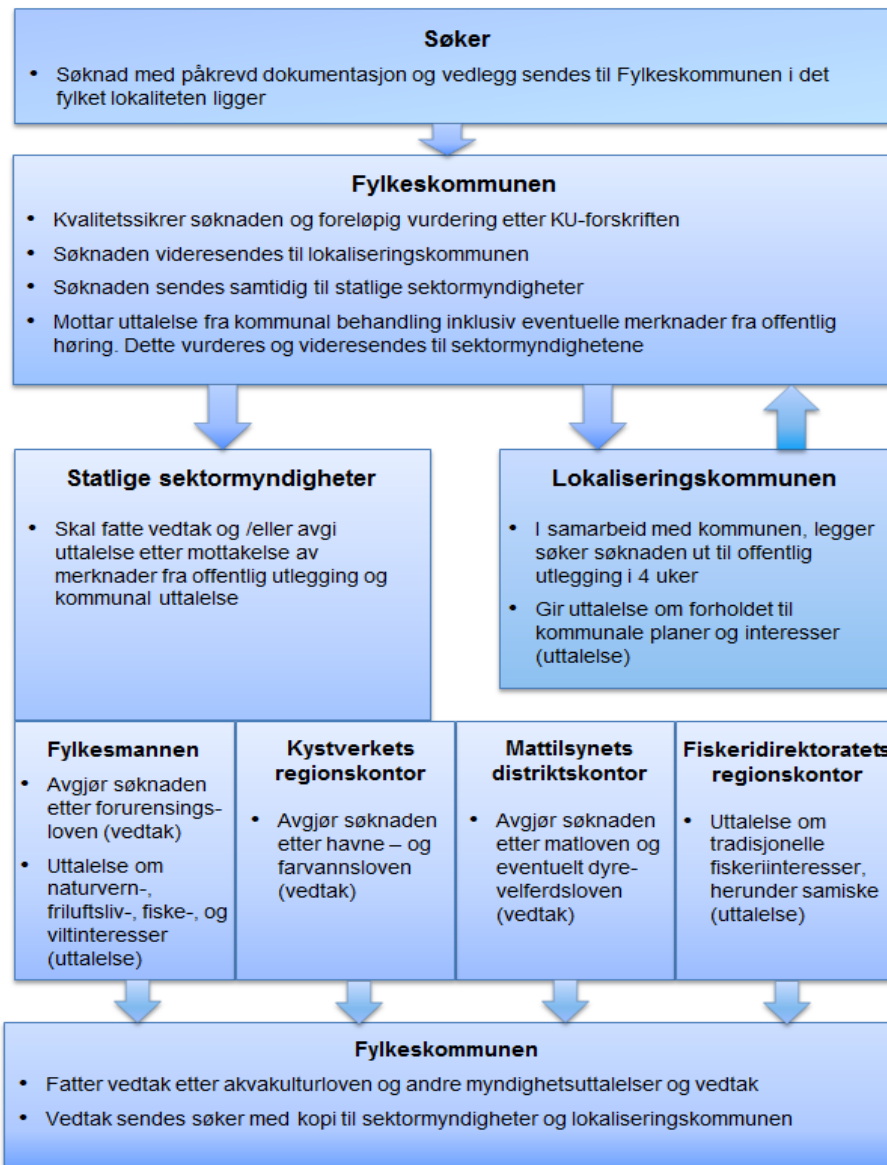 Søker
• Søknad med påkrevd dokumentasjon og vedlegg sendes til Fylkeskommunen i det
fylket lokaliteten ligger
Fylkeskommunen
• Kvalitetssikrer søknaden og foreløpig vurdering etter KU-forskriften
• Søknaden videresendes til lokaliseringskommunen
• Søknaden sendes samtidig til statlige sektormyndigheter
• Mottar uttalelse fra kommunal behandling inklusiv eventuelle merknader fra offentlig
høring. Dette vurderes og videresendes til sektormyndighetene
Statlige sektormyndigheter
• Skal fatte vedtak og /eller avgi
uttalelse etter mottakelse av
merknader fra offentlig utlegging og
kommunal uttalelse
Lokaliseringskommunen
• I samarbeid med kommunen, legger
søker søknaden ut til offentlig
utlegging i 4 uker
• Gir uttalelse om forholdet til
kommunale planer og interesser
(uttalelse)
Fylkesmannen
• Avgjør søknaden
etter forurensings-
loven (vedtak)
• Uttalelse om
naturvern-,
friluftsliv-, fiske-, og
viltinteresser
(uttalelse)
Kystverkets
regionskontor
• Avgjør søknaden
etter havne – og
farvannsloven
(vedtak)
Mattilsynets
distriktskontor
• Avgjør søknaden
etter matloven og
eventuelt dyre-
velferdsloven
(vedtak)
Fiskeridirektoratets
regionskontor
• Uttalelse om
tradisjonelle
fiskeriinteresser,
herunder samiske
(uttalelse)
Fylkeskommunen
• Fatter vedtak etter akvakulturloven og andre myndighetsuttalelser og vedtak
• Vedtak sendes søker med kopi til sektormyndigheter og lokaliseringskommunen